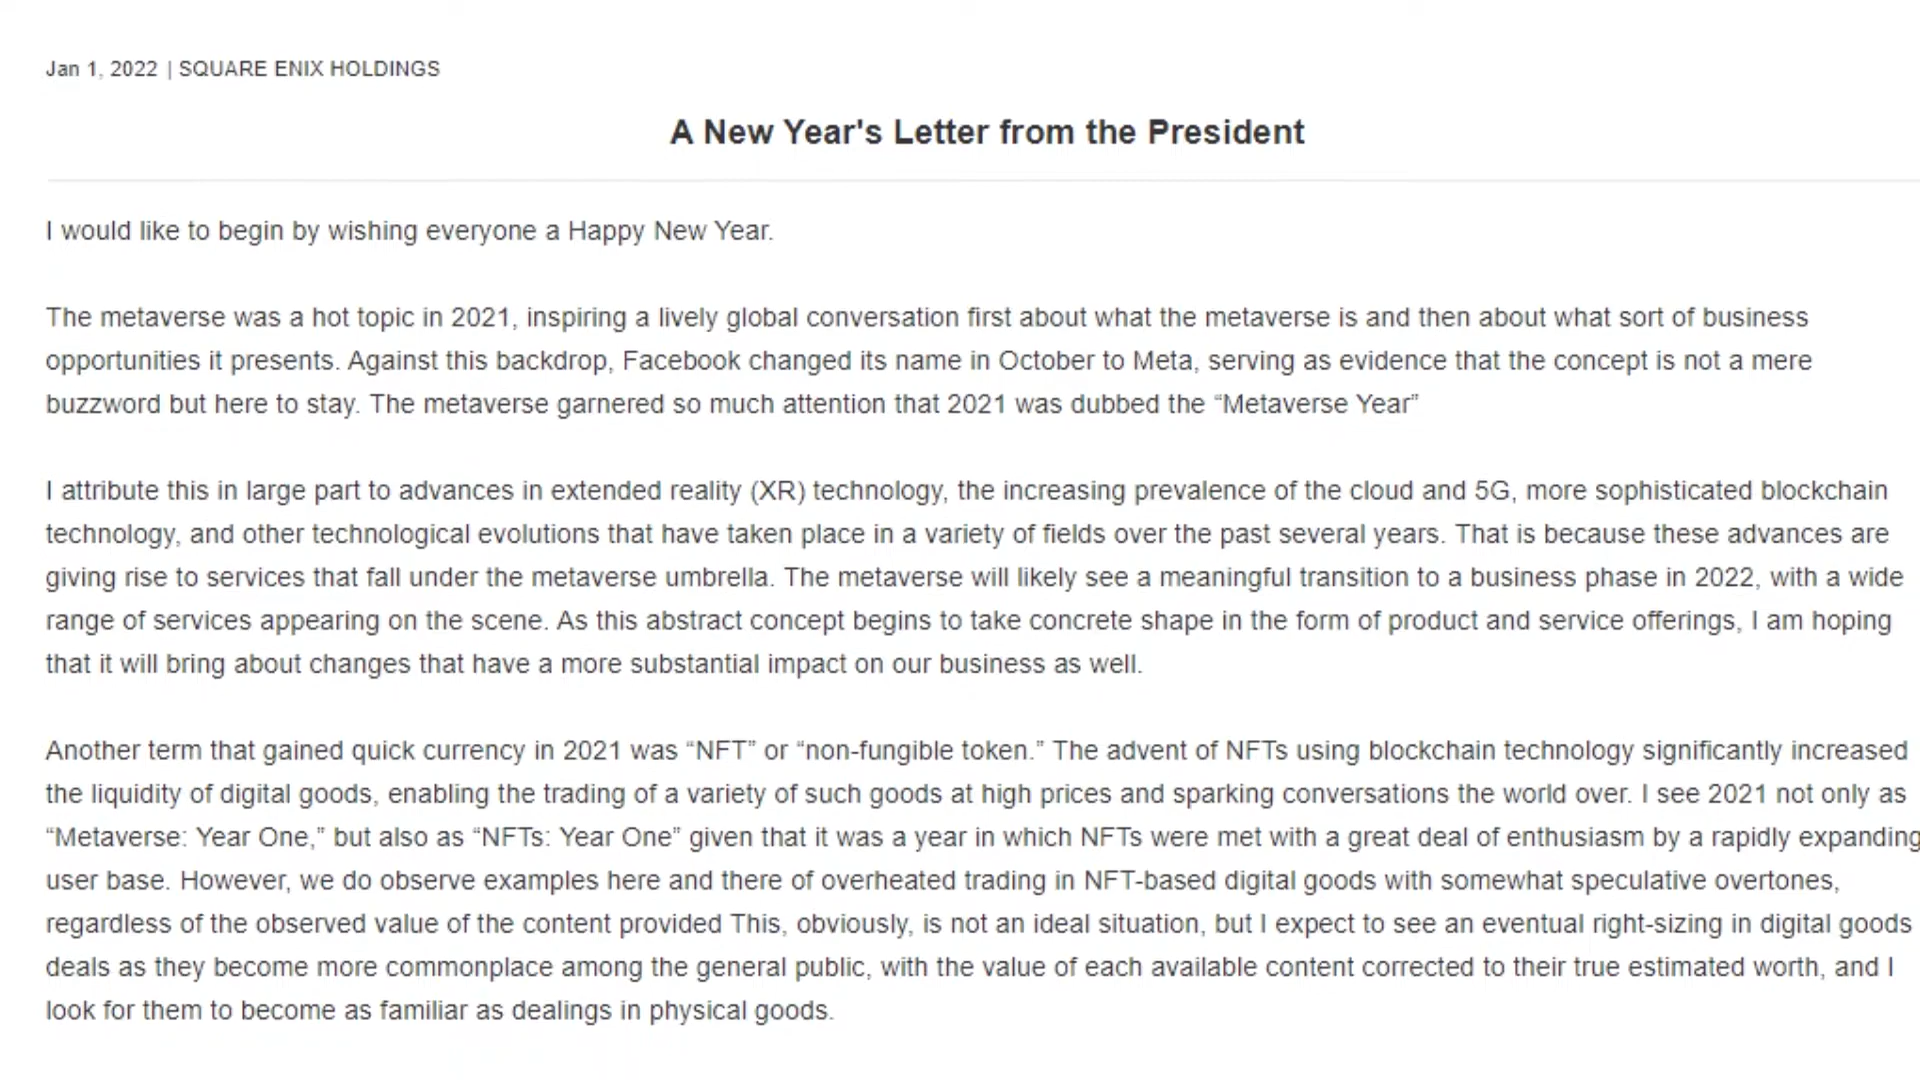 Jan 1, 2022 | SQUARE ENIX HOLDINGS
A New Year's Letter from the President
I would like to begin by wishing everyone a Happy New Year.
The metaverse was a hot topic in 2021, inspiring a lively global conversation first about what the metaverse is and then about what sort of business
opportunities it presents. Against this backdrop, Facebook changed its name in October to Meta, serving as evidence that the concept is not a mere
buzzword but here to stay. The metaverse garnered so much attention that 2021 was dubbed the “Metaverse Year”
I attribute this in large part to advances in extended reality (XR) technology, the increasing prevalence of the cloud and 5G, more sophisticated blockchain
technology, and other technological evolutions that have taken place in a variety of fields over the past several years. That is because these advances are
giving rise to services that fall under the metaverse umbrella. The metaverse will likely see a meaningful transition to a business phase in 2022, with a wide
range of services appearing on the scene. As this abstract concept begins to take concrete shape in the form of product and service offerings, I am hoping
that it will bring about changes that have a more substantial impact on our business as well.
Another term that gained quick currency in 2021 was “NFT” or “non-fungible token.” The advent of NFTs using blockchain technology significantly increased
the liquidity of digital goods, enabling the trading of a variety of such goods at high prices and sparking conversations the world over. I see 2021 not only as
“Metaverse: Year One,” but also as “NFTs: Year One” given that it was a year in which NFTs were met with a great deal of enthusiasm by a rapidly expanding
user base. However, we do observe examples here and there of overheated trading in NFT-based digital goods with somewhat speculative overtones,
regardless of the observed value of the content provided This, obviously, is not an ideal situation, but I expect to see an eventual right-sizing in digital goods
deals as they become more commonplace among the general public, with the value of each available content corrected to their true estimated worth, and I
look for them to become as familiar as dealings in physical goods.